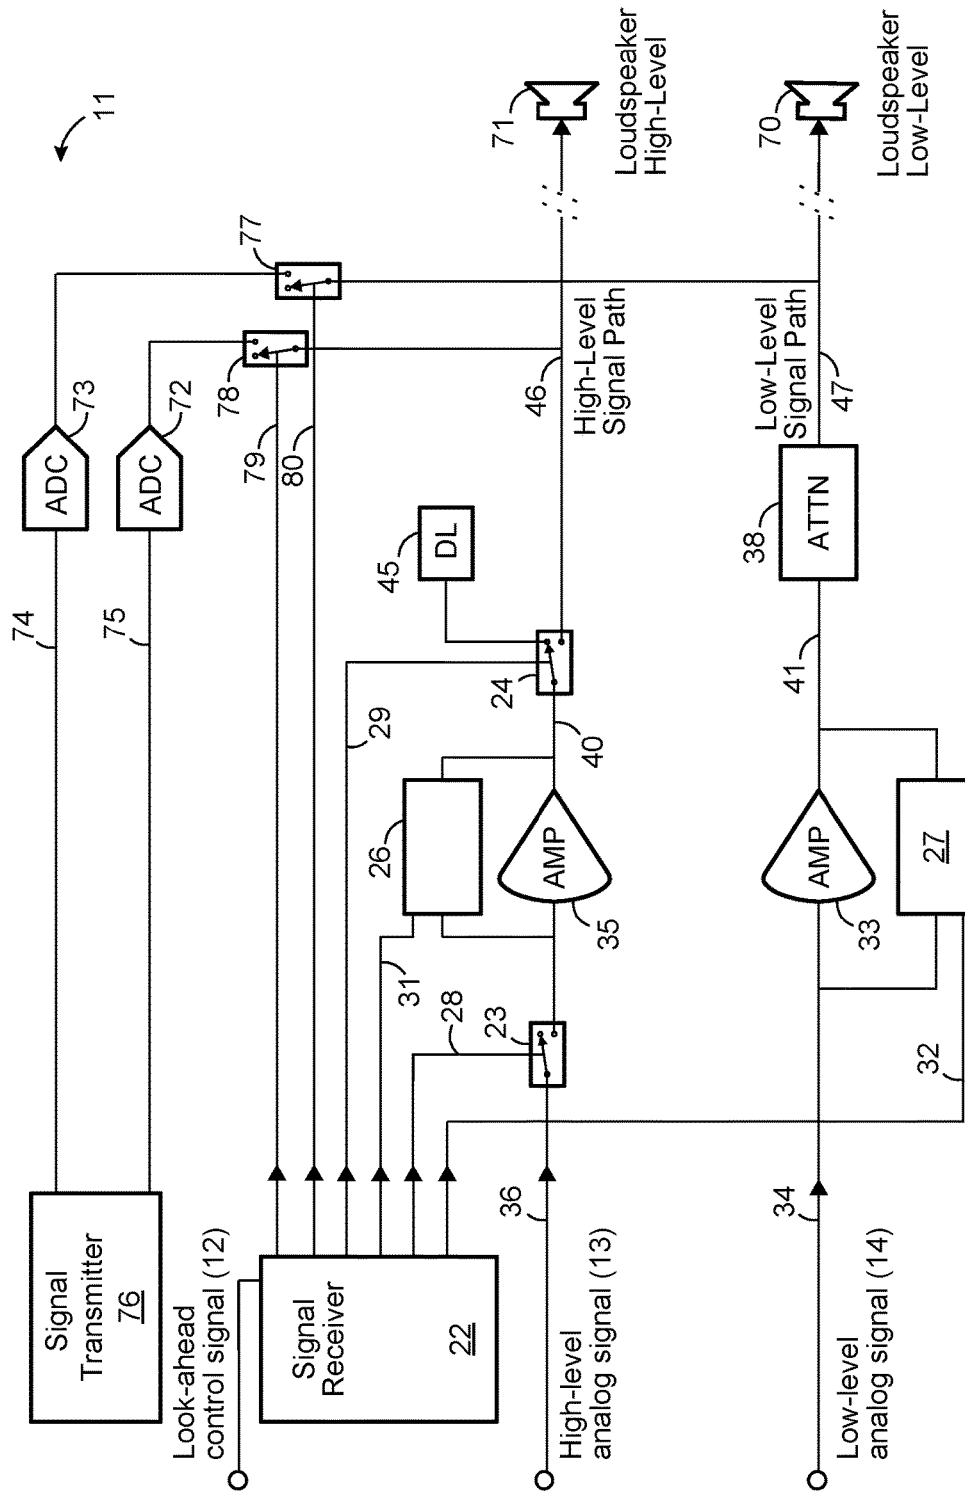 11
Signal
Transmitter
76
74
75
ADC
73
ADC
72
77
78
79
80
Look-ahead
control signal (12)
Signal
Receiver
22
29
31
28
32
26
45
DL
71
Loudspeaker
High-Level
High-level
analog signal (13)
36
23
AMP
35
40
24
46
High-Level
Signal Path
Low-level
analog signal (14)
34
AMP
33
27
41
38
ATTN
Low-Level
Signal Path
47
70
Loudspeaker
Low-Level